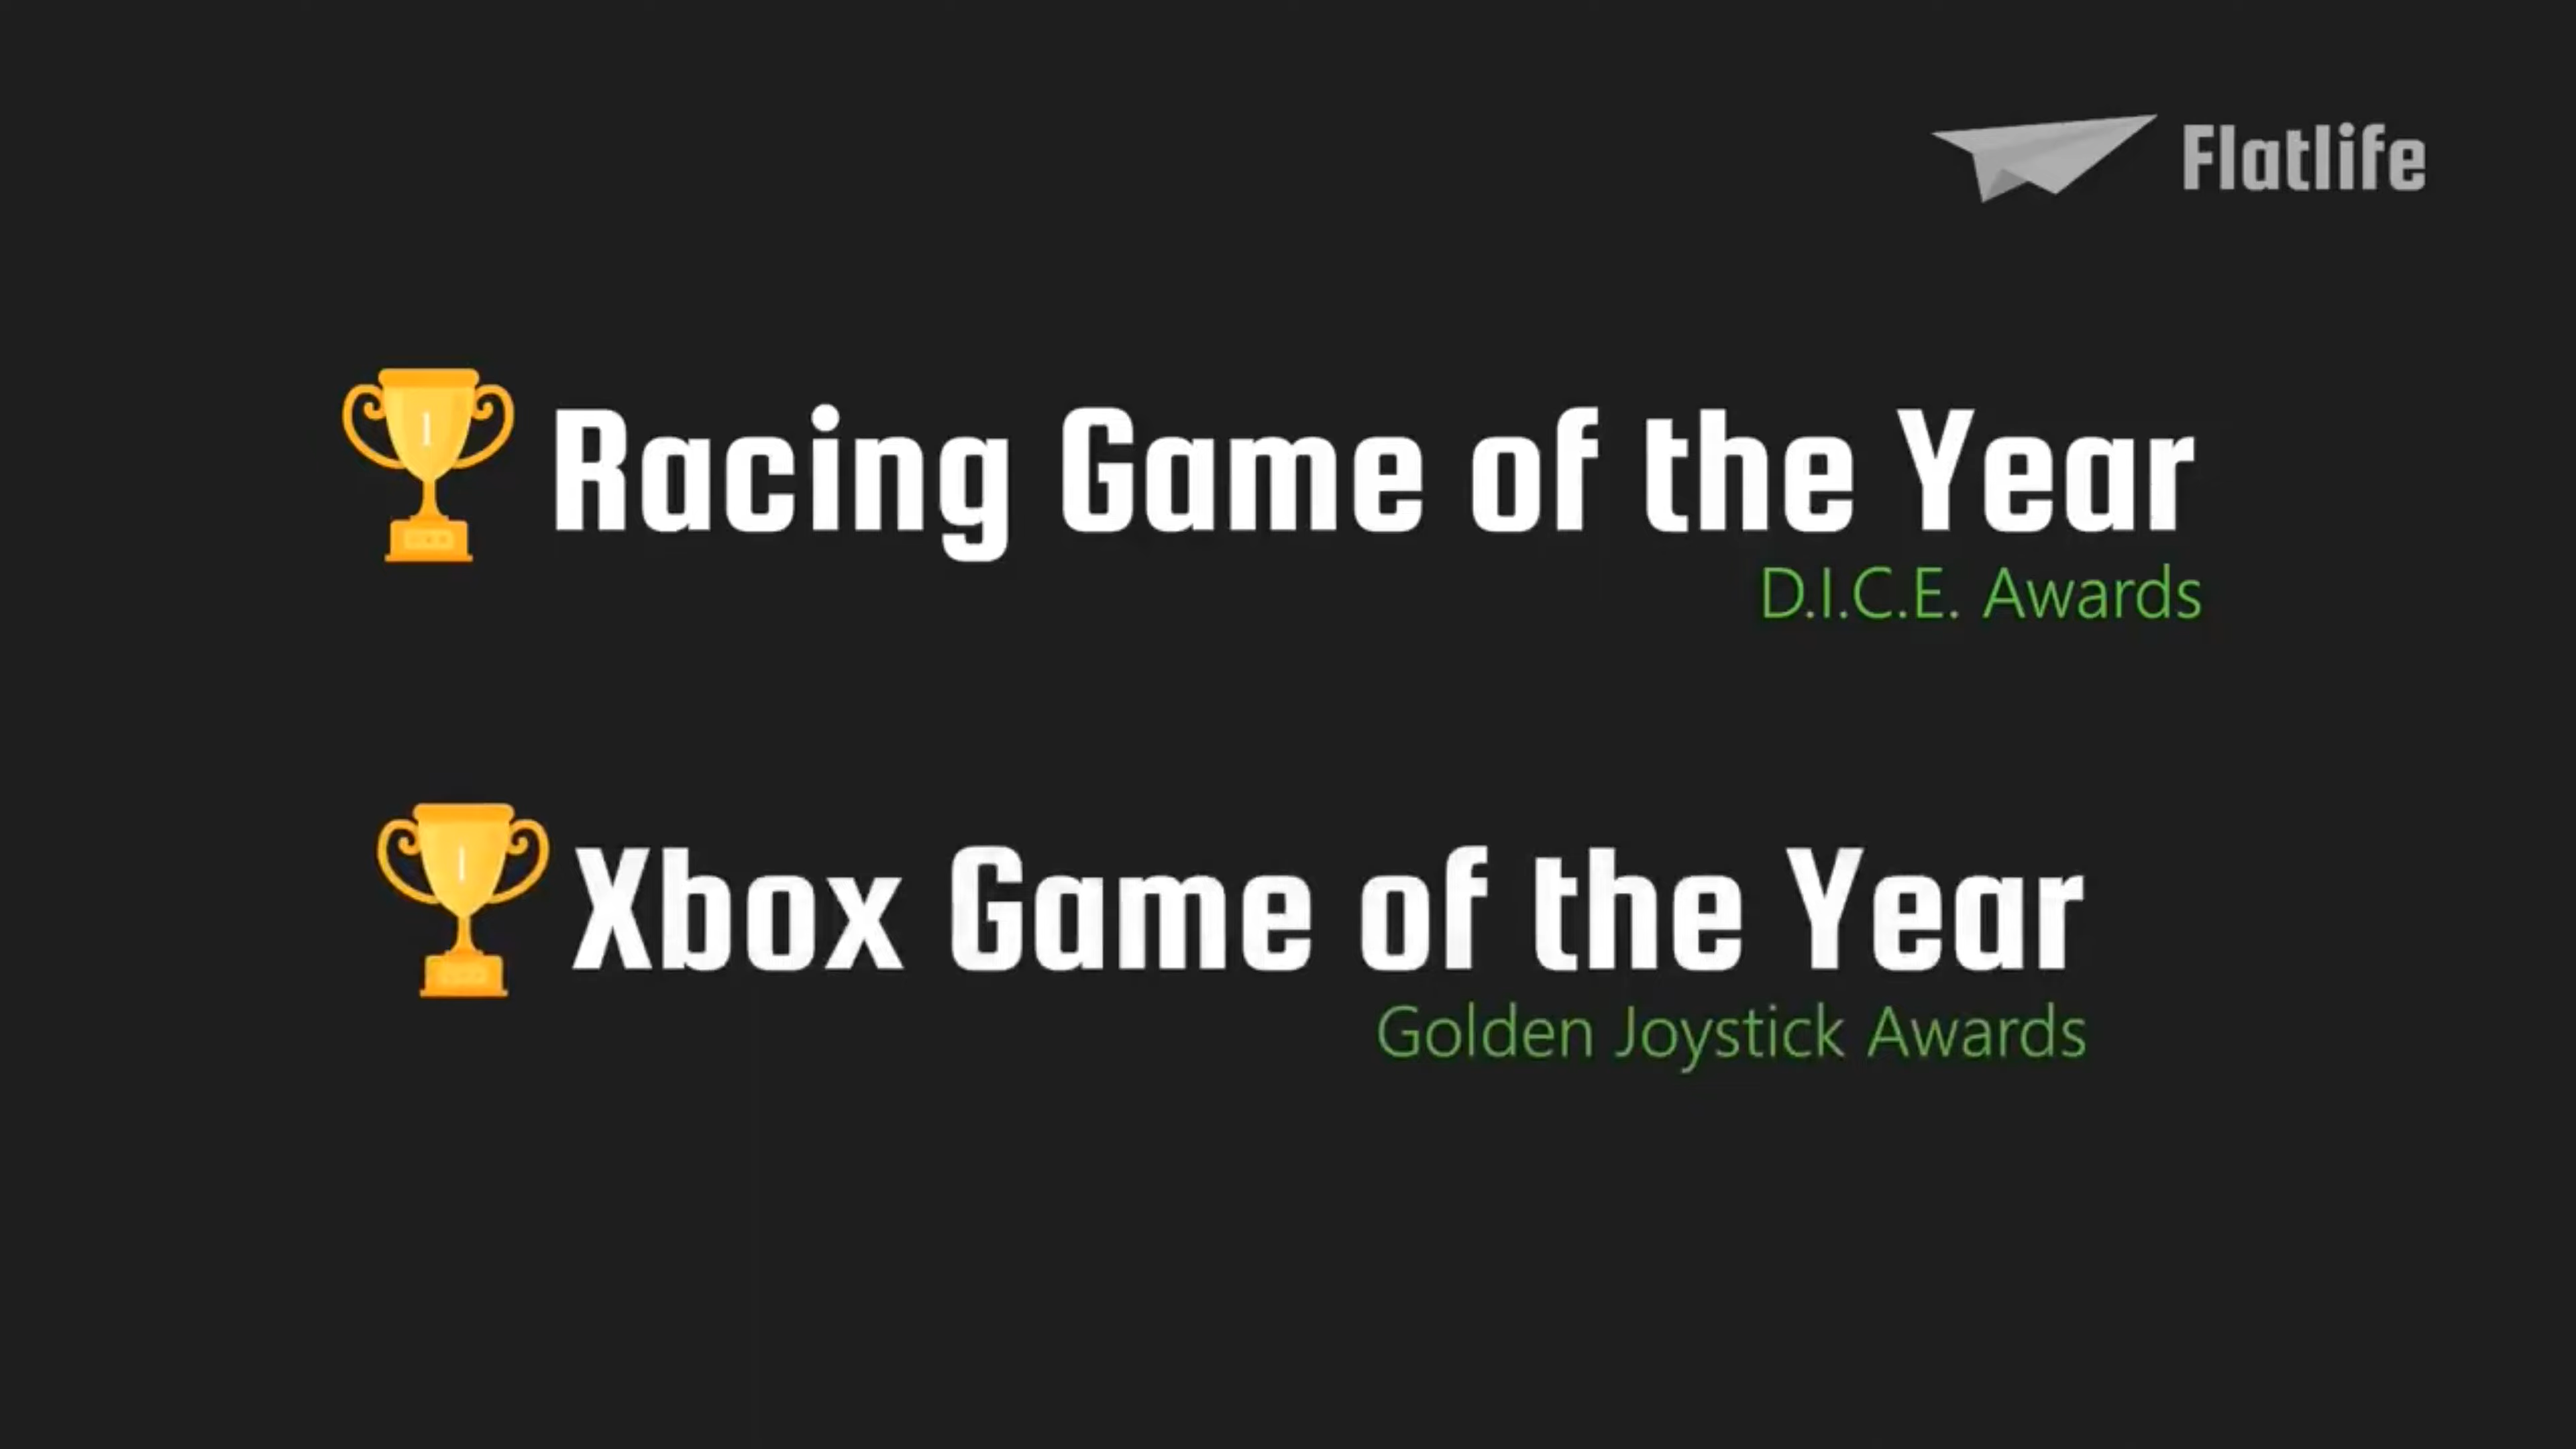 Flatlife
Racing Game of the Year
D.I.C.E. Awards
Xbox Game of the Year
Golden Joystick Awards